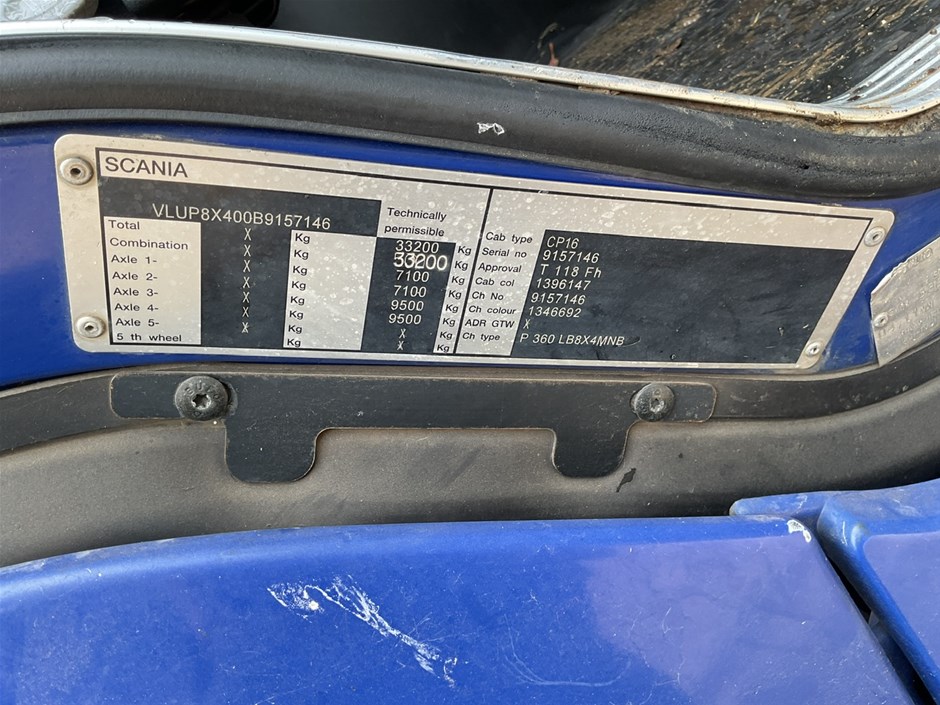 SCANIA
VLUP8X400B9157146
Technically
permissible
Total X Kg 33200 Kg
Combination X Kg 33200 Kg
Axle 1- X Kg 7100 Kg
Axle 2- X Kg 7100 Kg
Axle 3- X Kg 9500 Kg
Axle 4- X Kg 9500 Kg
Axle 5- X Kg X Kg
5 th wheel X Kg X Kg
Cab type CP16
Serial no 9157146
Approval T 118 Fh
Cab col 1396147
Ch No 9157146
Ch colour 1346692
ADR GTW X
Ch type P 360 LB8X4MNB